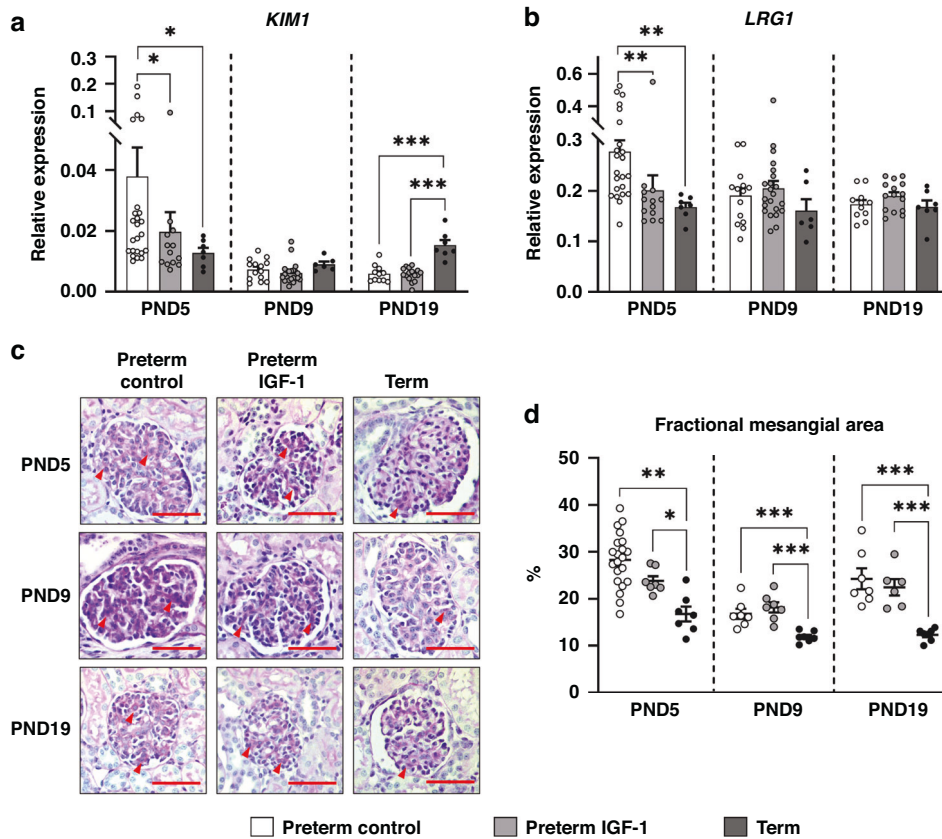 a
KIM1
Relative expression
0.3
0.2
0.1
0.04
0.02
0.00
*
*
***
***
PND5
PND9
PND19
b
LRG1
Relative expression
0.6
0.4
0.3
0.2
0.1
0.0
**
**
PND5
PND9
PND19
c
Preterm control
Preterm IGF-1
Term
PND5
PND9
PND19
d
Fractional mesangial area
%
50
40
30
20
10
0
**
*
***
***
***
***
PND5
PND9
PND19
Preterm control
Preterm IGF-1
Term